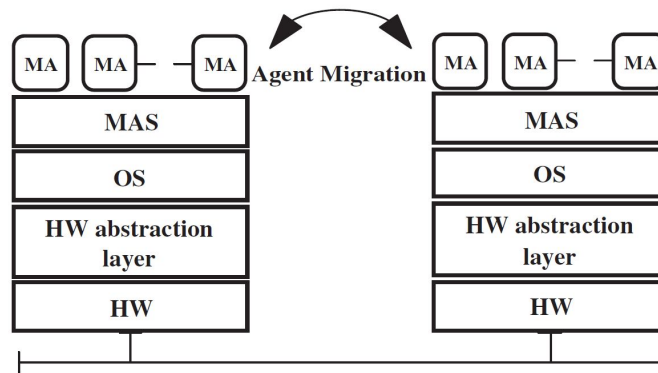 MA MA MA Agent Migration MA MA MA
MAS MAS
OS OS
HW abstraction layer HW abstraction layer
HW HW